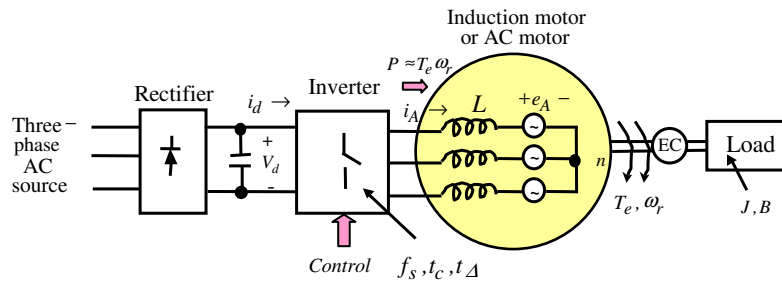 Induction motor
or AC motor
P ≈ T_e ω_r
Rectifier
Inverter
i_d →
i_A →
L
+ e_A −
Three–
phase
AC
source
+
V_d
-
~
~
~
n
EC
Load
T_e , ω_r
J , B
Control
f_s , t_c , t_Δ